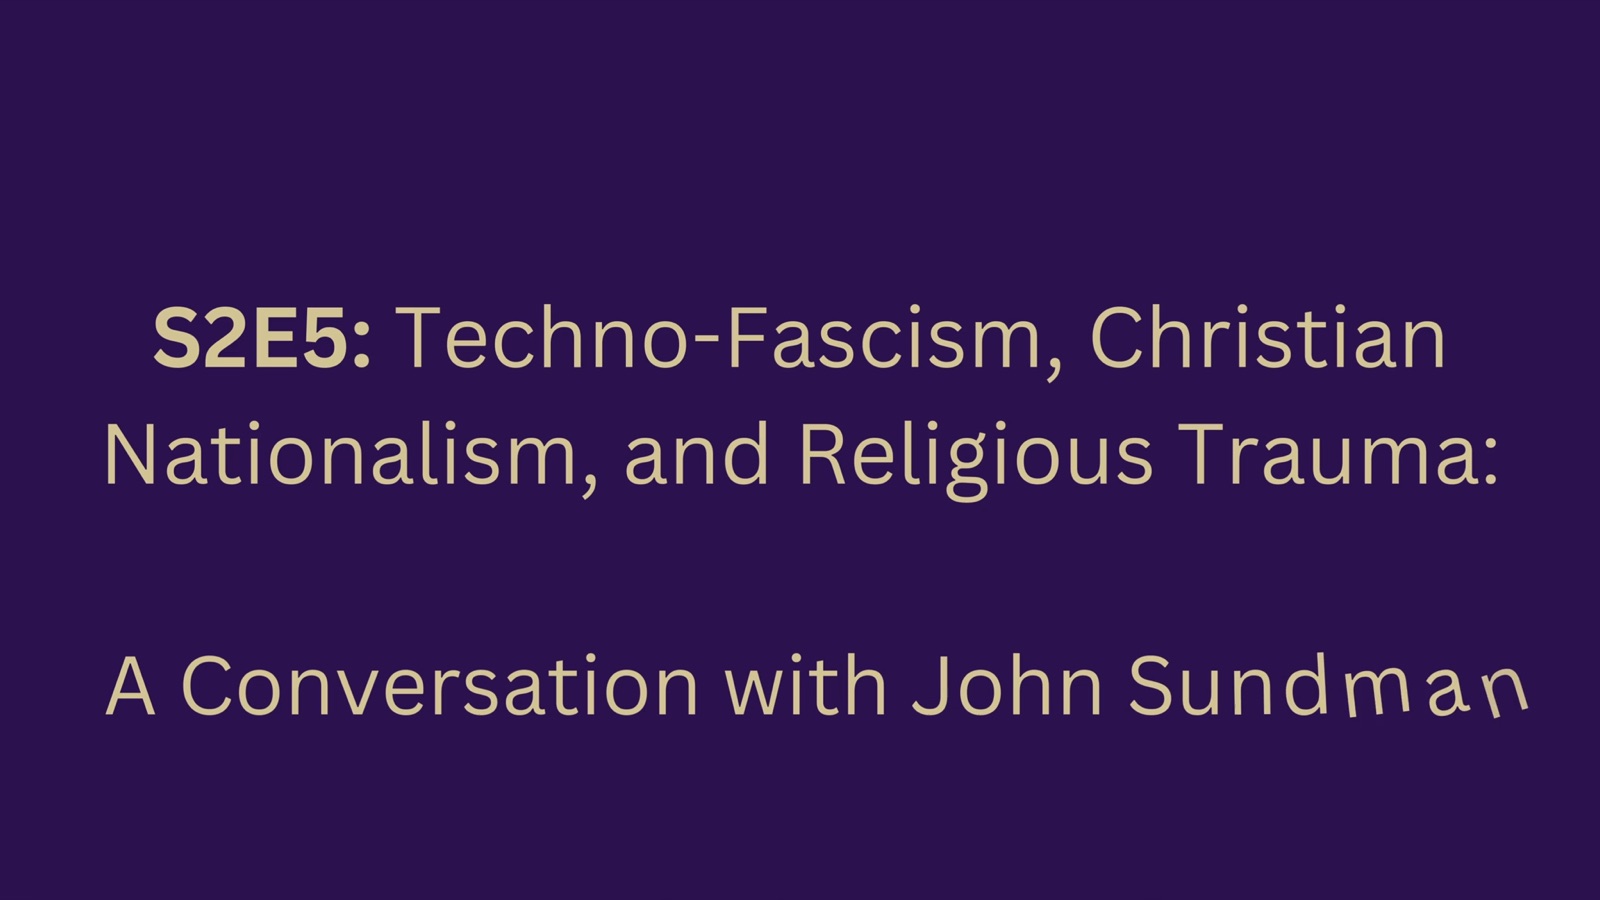 S2E5: Techno-Fascism, Christian
Nationalism, and Religious Trauma:
A Conversation with John Sundman